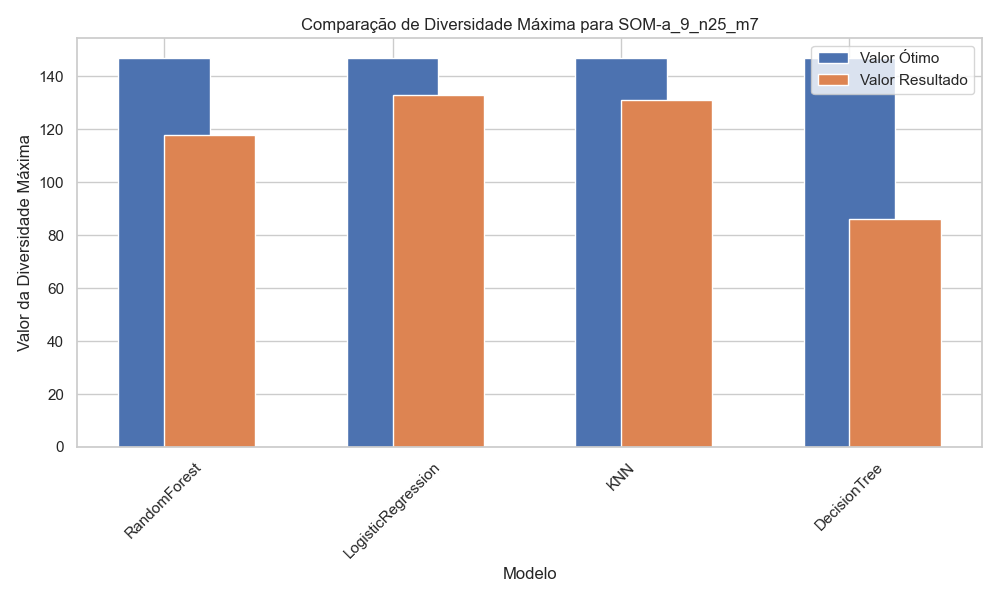 Comparação de Diversidade Máxima para SOM-a_9_n25_m7
Valor Ótimo
Valor Resultado
Valor da Diversidade Máxima
140
120
100
80
60
40
20
0
RandomForest
LogisticRegression
KNN
DecisionTree
Modelo